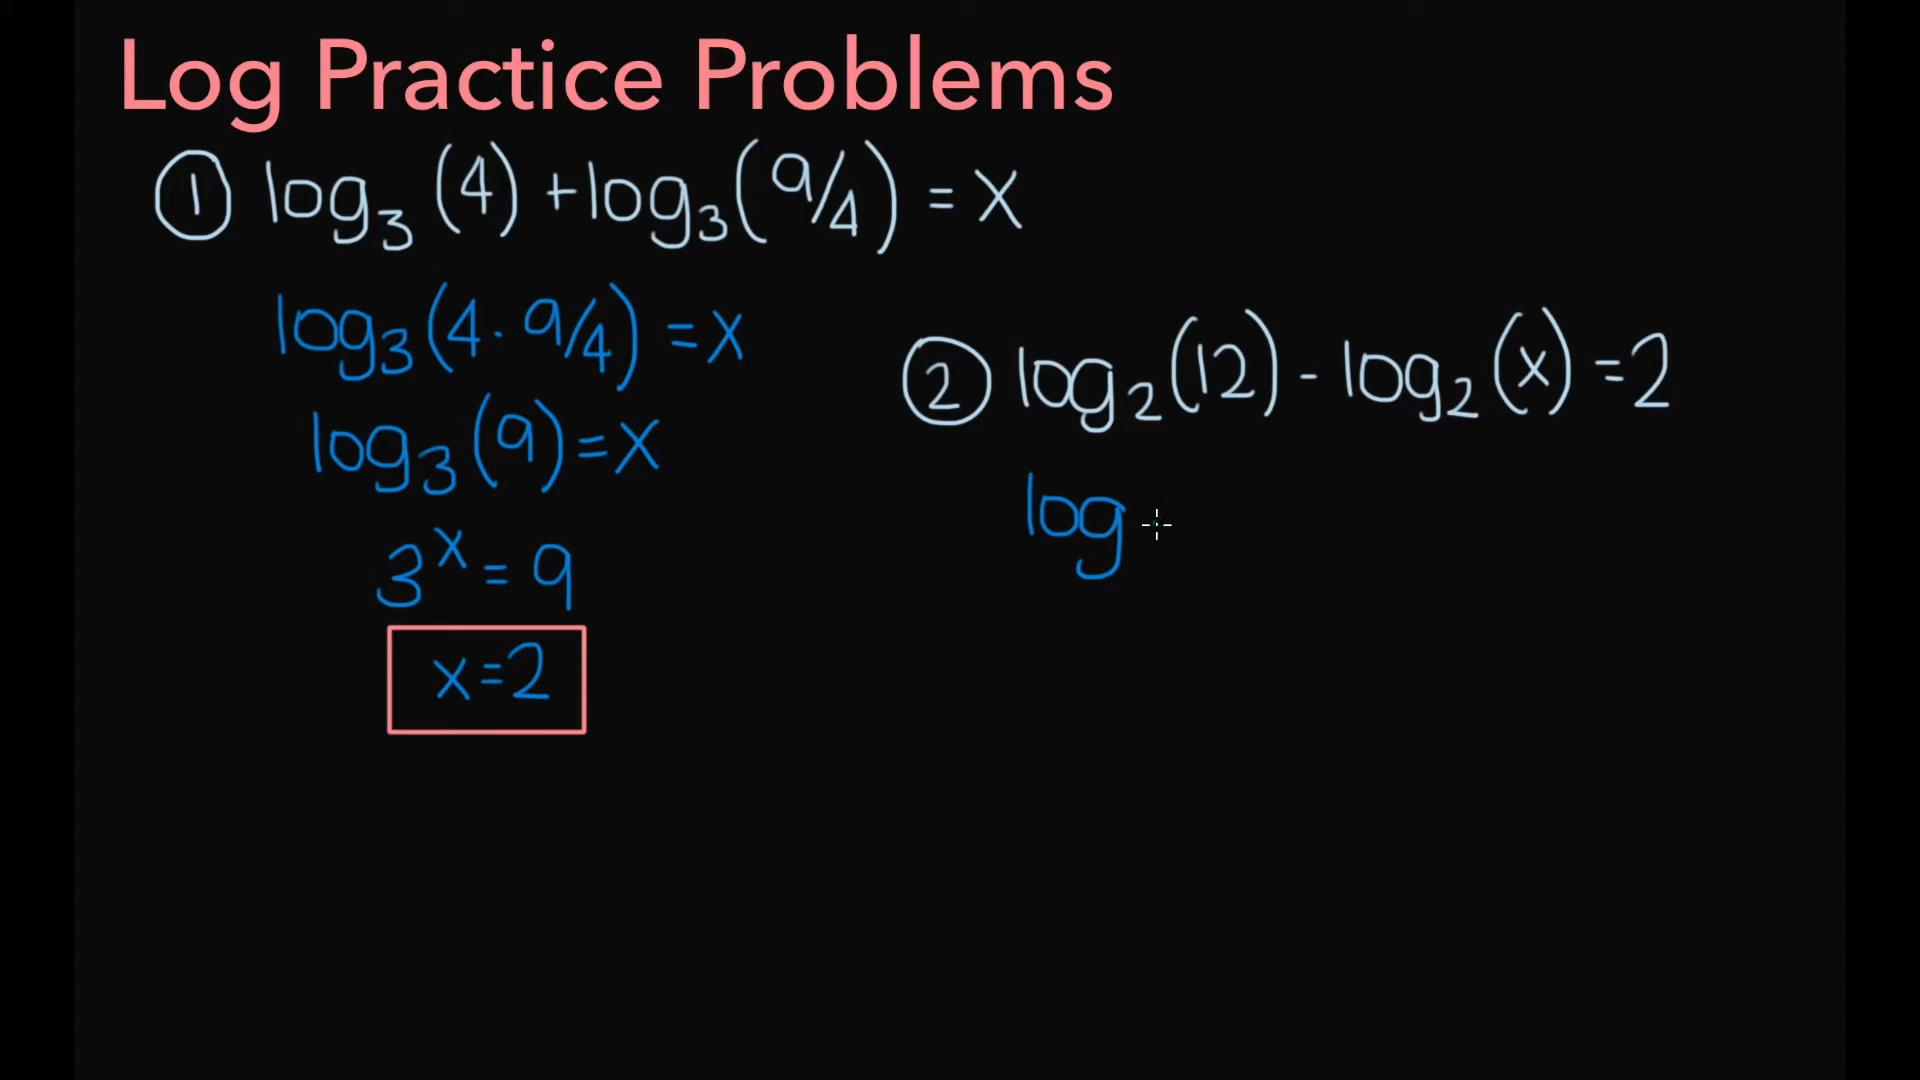 Log Practice Problems
① log₃(4) + log₃(9/4) = x
log₃(4 · 9/4) = x
log₃(9) = x
3ˣ = 9
x = 2
② log₂(12) - log₂(x) = 2
log